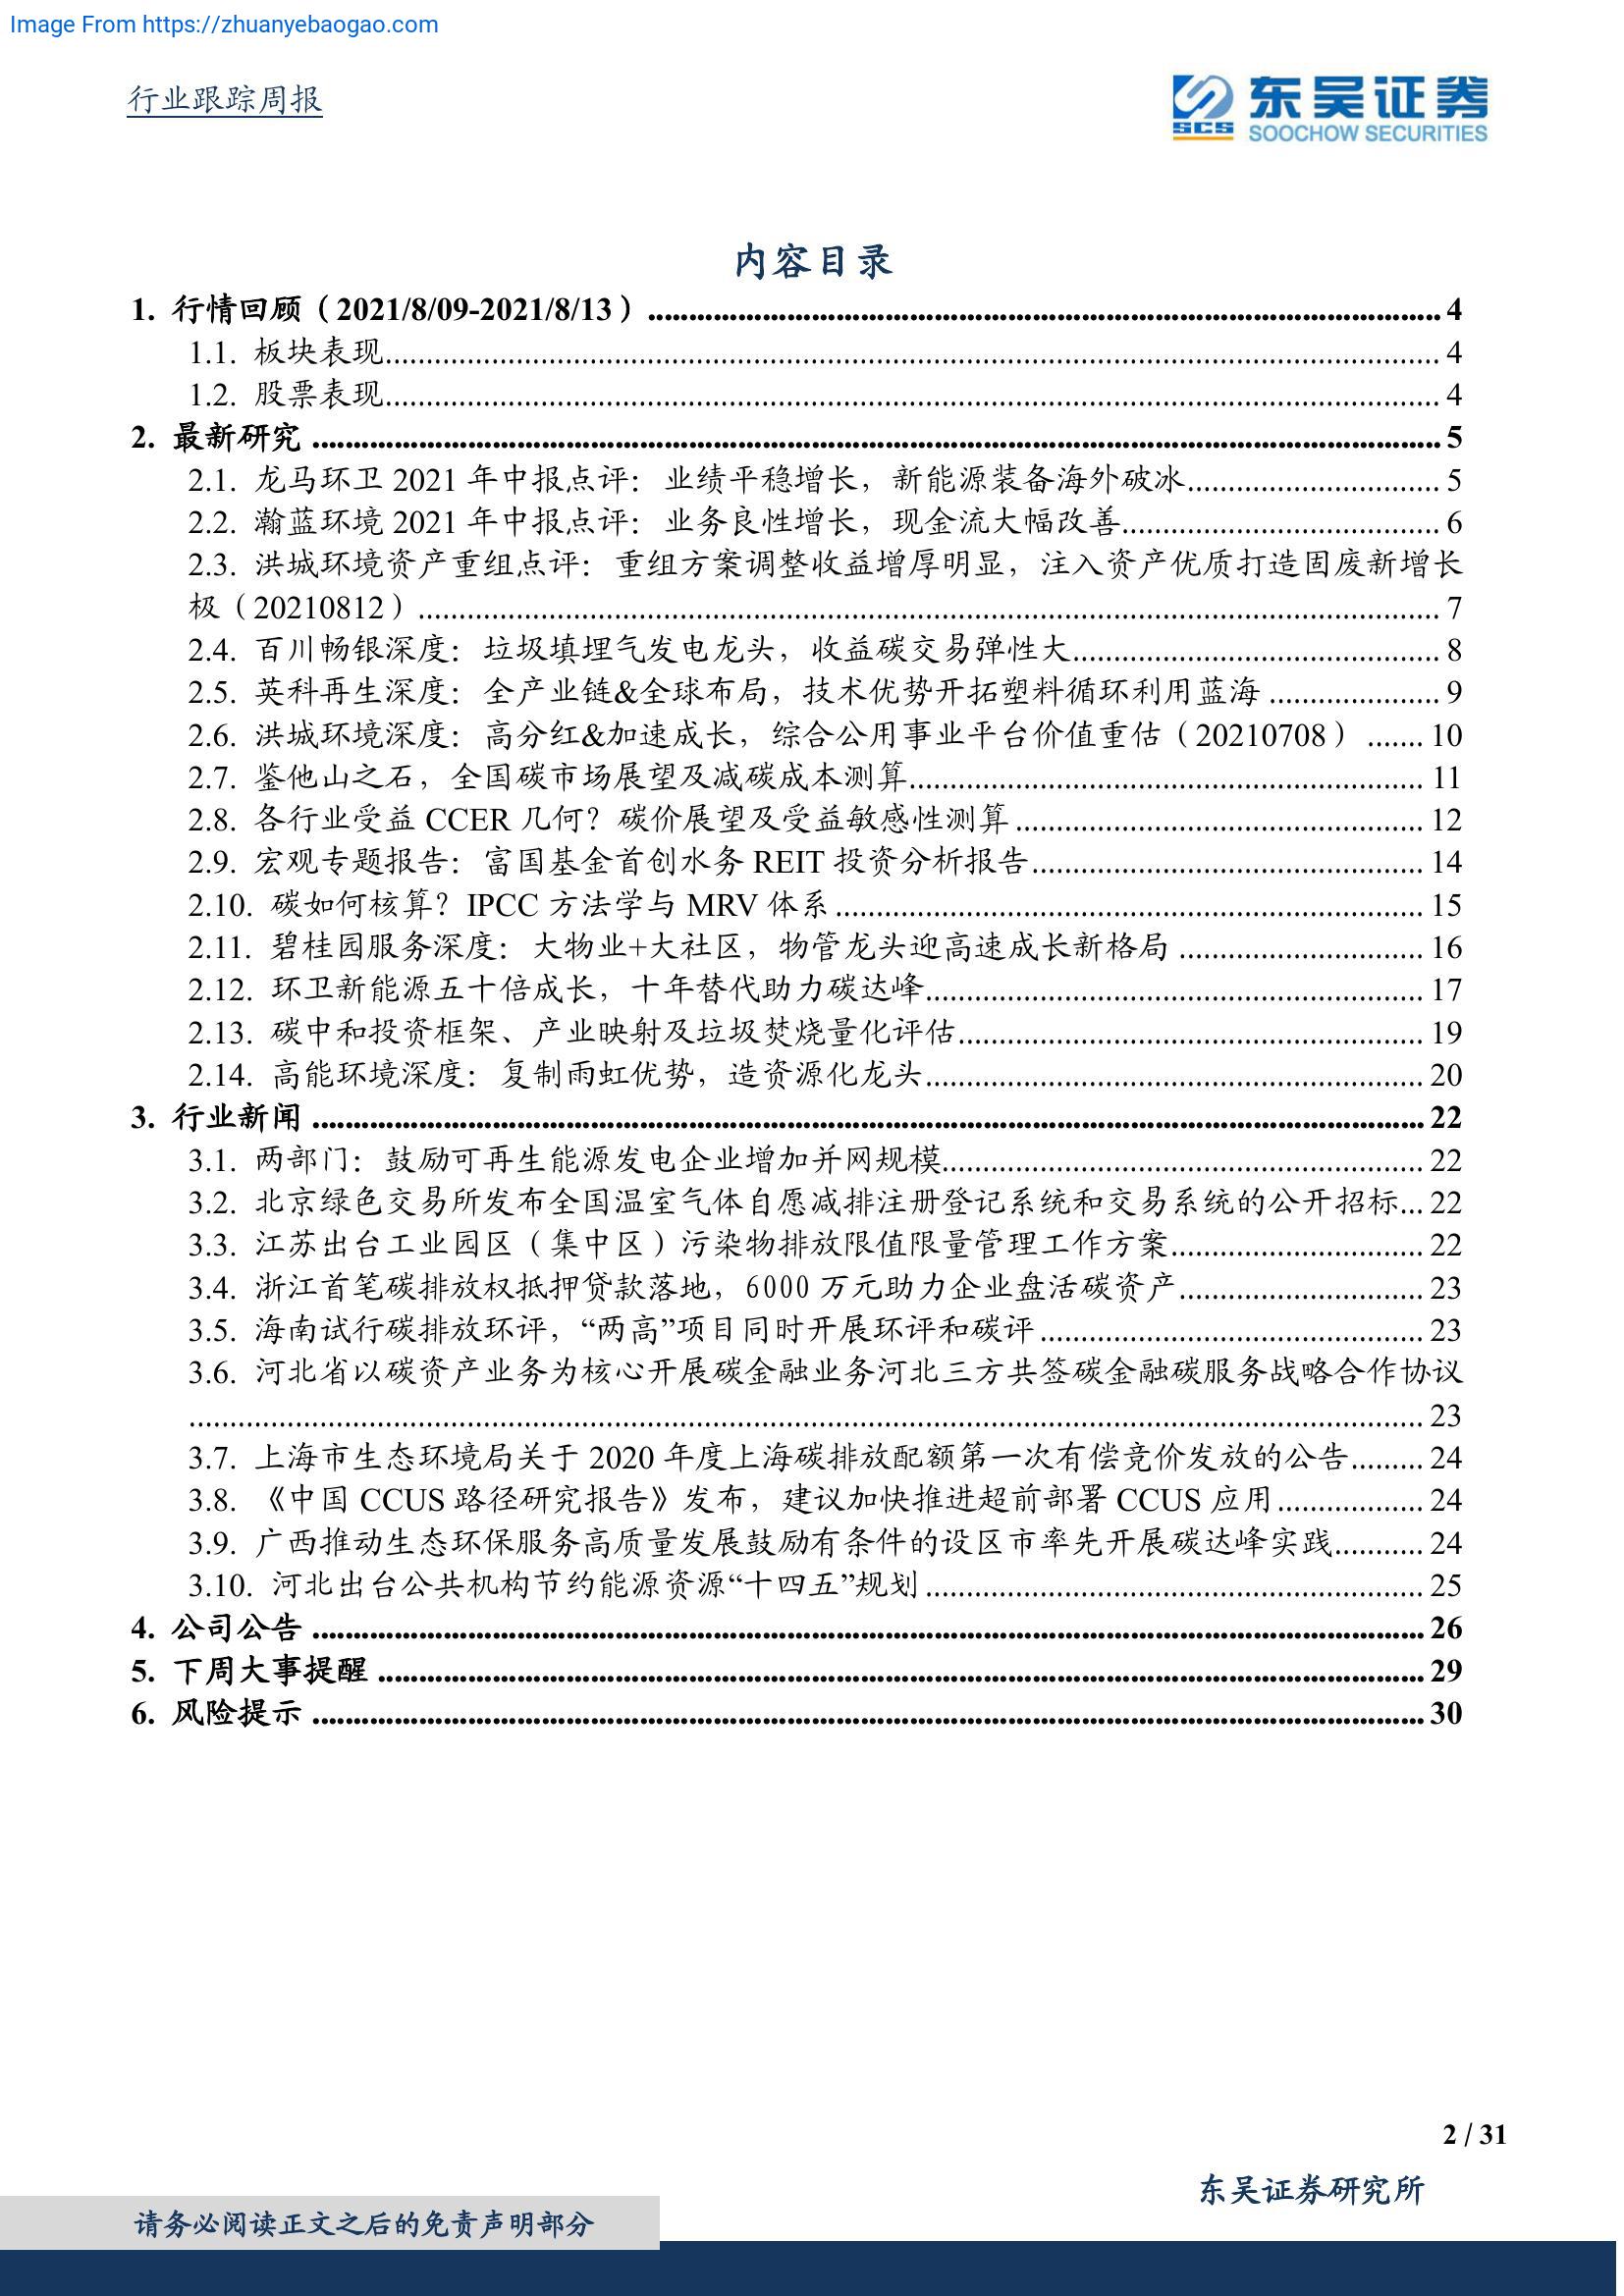 Image From https://zhuanyebaogao.com
行业跟踪周报
SCS
东吴证券
SOOCHOW SECURITIES
内容目录
1. 行情回顾（2021/8/09-2021/8/13）........ 4
1.1. 板块表现........ 4
1.2. 股票表现........ 4
2. 最新研究........ 5
2.1. 龙马环卫 2021 年中报点评：业绩平稳增长，新能源装备海外破冰........ 5
2.2. 瀚蓝环境 2021 年中报点评：业务良性增长，现金流大幅改善........ 6
2.3. 洪城环境资产重组点评：重组方案调整收益增厚明显，注入资产优质打造固废新增长
极（20210812）........ 7
2.4. 百川畅银深度：垃圾填埋气发电龙头，收益碳交易弹性大........ 8
2.5. 英科再生深度：全产业链&全球布局，技术优势开拓塑料循环利用蓝海........ 9
2.6. 洪城环境深度：高分红&加速成长，综合公用事业平台价值重估（20210708）....... 10
2.7. 鉴他山之石，全国碳市场展望及减碳成本测算........ 11
2.8. 各行业受益 CCER 几何？碳价展望及受益敏感性测算........ 12
2.9. 宏观专题报告：富国基金首创水务 REIT 投资分析报告........ 14
2.10. 碳如何核算？IPCC 方法学与 MRV 体系........ 15
2.11. 碧桂园服务深度：大物业+大社区，物管龙头迎高速成长新格局........ 16
2.12. 环卫新能源五十倍成长，十年替代助力碳达峰........ 17
2.13. 碳中和投资框架、产业映射及垃圾焚烧量化评估........ 19
2.14. 高能环境深度：复制雨虹优势，造资源化龙头........ 20
3. 行业新闻........ 22
3.1. 两部门：鼓励可再生能源发电企业增加并网规模........ 22
3.2. 北京绿色交易所发布全国温室气体自愿减排注册登记系统和交易系统的公开招标... 22
3.3. 江苏出台工业园区（集中区）污染物排放限值限量管理工作方案........ 22
3.4. 浙江首笔碳排放权抵押贷款落地，6000 万元助力企业盘活碳资产........ 23
3.5. 海南试行碳排放环评，“两高”项目同时开展环评和碳评........ 23
3.6. 河北省以碳资产业务为核心开展碳金融业务河北三方共签碳金融碳服务战略合作协议
........ 23
3.7. 上海市生态环境局关于 2020 年度上海碳排放配额第一次有偿竞价发放的公告......... 24
3.8. 《中国 CCUS 路径研究报告》发布，建议加快推进超前部署 CCUS 应用........ 24
3.9. 广西推动生态环保服务高质量发展鼓励有条件的设区市率先开展碳达峰实践........... 24
3.10. 河北出台公共机构节约能源资源“十四五”规划........ 25
4. 公司公告........ 26
5. 下周大事提醒........ 29
6. 风险提示........ 30
2 / 31
东吴证券研究所
请务必阅读正文之后的免责声明部分